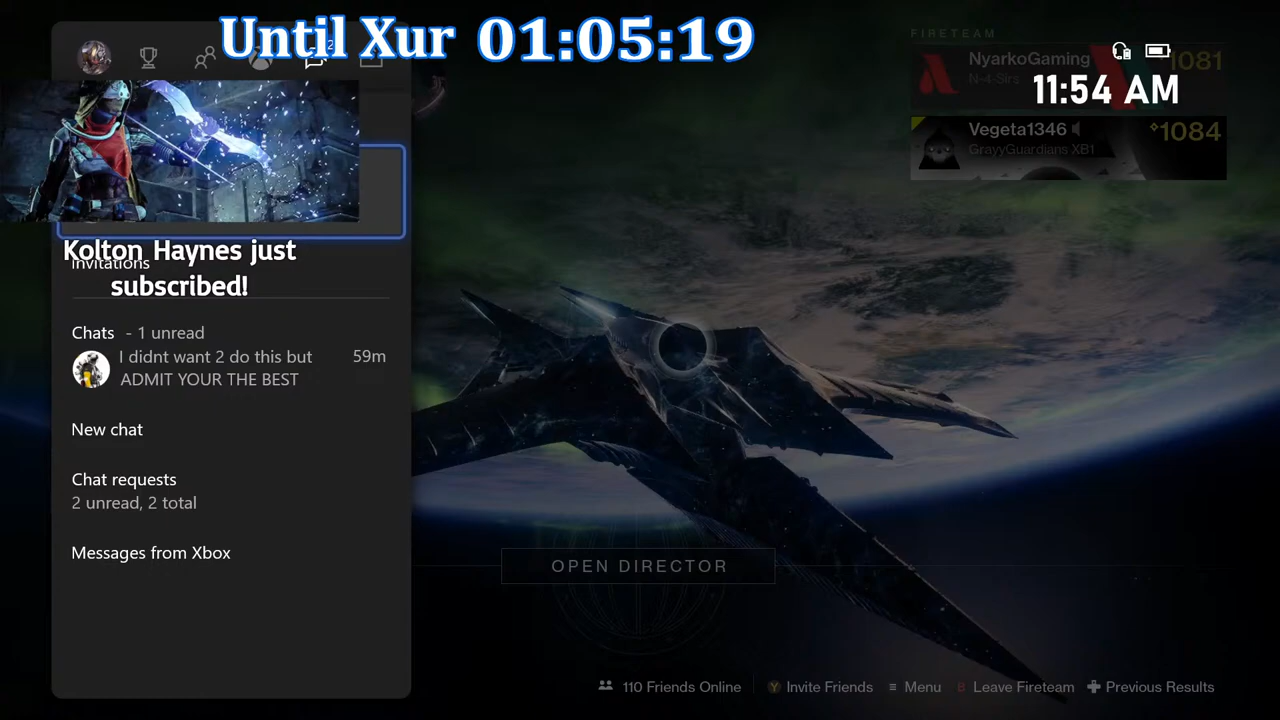 Until Xur 01:05:19
2
FIRETEAM
NyarkoGaming
1081
N-4-Sirs
11:54 AM
Vegeta1346
1084
GrayyGuardians XB1
Kolton Haynes just
subscribed!
Invitations
Chats - 1 unread
I didnt want 2 do this but
59m
ADMIT YOUR THE BEST
New chat
Chat requests
2 unread, 2 total
Messages from Xbox
OPEN DIRECTOR
110 Friends Online
Y Invite Friends
Menu
B Leave Fireteam
Previous Results